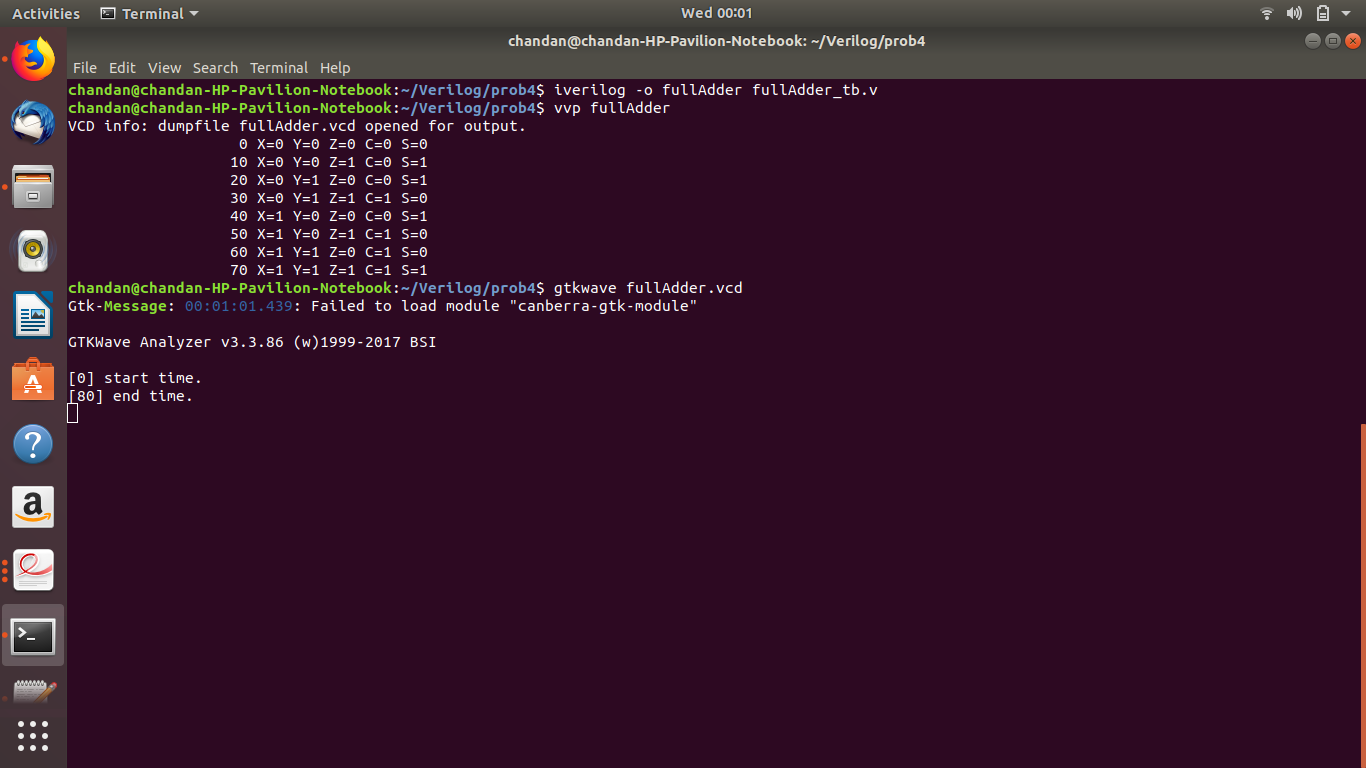 Activities Terminal Wed 00:01
chandan@chandan-HP-Pavilion-Notebook: ~/Verilog/prob4
File Edit View Search Terminal Help
chandan@chandan-HP-Pavilion-Notebook:~/Verilog/prob4$ iverilog -o fullAdder fullAdder_tb.v
chandan@chandan-HP-Pavilion-Notebook:~/Verilog/prob4$ vvp fullAdder
VCD info: dumpfile fullAdder.vcd opened for output.
0 X=0 Y=0 Z=0 C=0 S=0
10 X=0 Y=0 Z=1 C=0 S=1
20 X=0 Y=1 Z=0 C=0 S=1
30 X=0 Y=1 Z=1 C=1 S=0
40 X=1 Y=0 Z=0 C=0 S=1
50 X=1 Y=0 Z=1 C=1 S=0
60 X=1 Y=1 Z=0 C=1 S=0
70 X=1 Y=1 Z=1 C=1 S=1
chandan@chandan-HP-Pavilion-Notebook:~/Verilog/prob4$ gtkwave fullAdder.vcd
Gtk-Message: 00:01:01.439: Failed to load module "canberra-gtk-module"
GTKWave Analyzer v3.3.86 (w)1999-2017 BSI
[0] start time.
[80] end time.